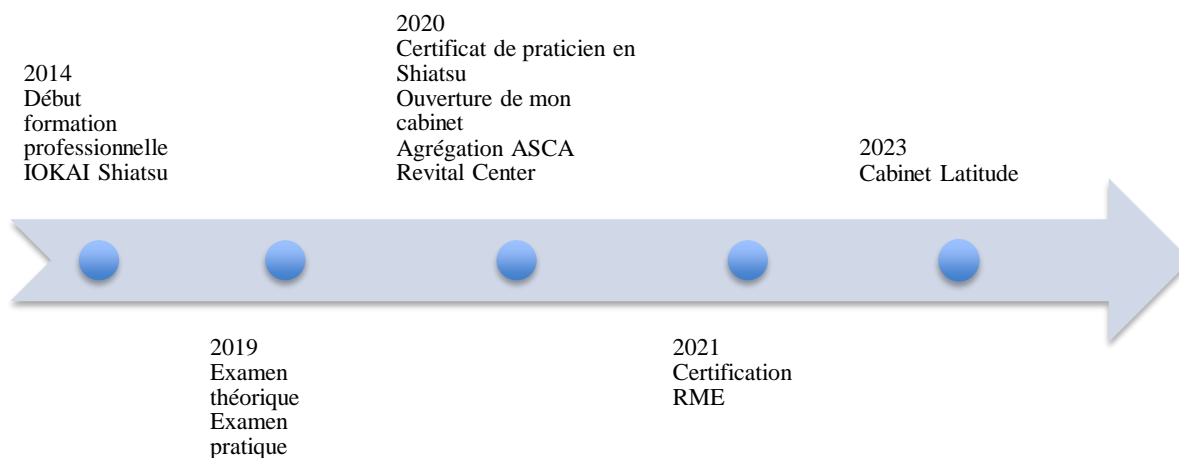 2014
Début
formation
professionnelle
IOKAI Shiatsu
2019
Examen
théorique
Examen
pratique
2020
Certificat de praticien en
Shiatsu
Ouverture de mon
cabinet
Agrégation ASCA
Revital Center
2021
Certification
RME
2023
Cabinet Latitude